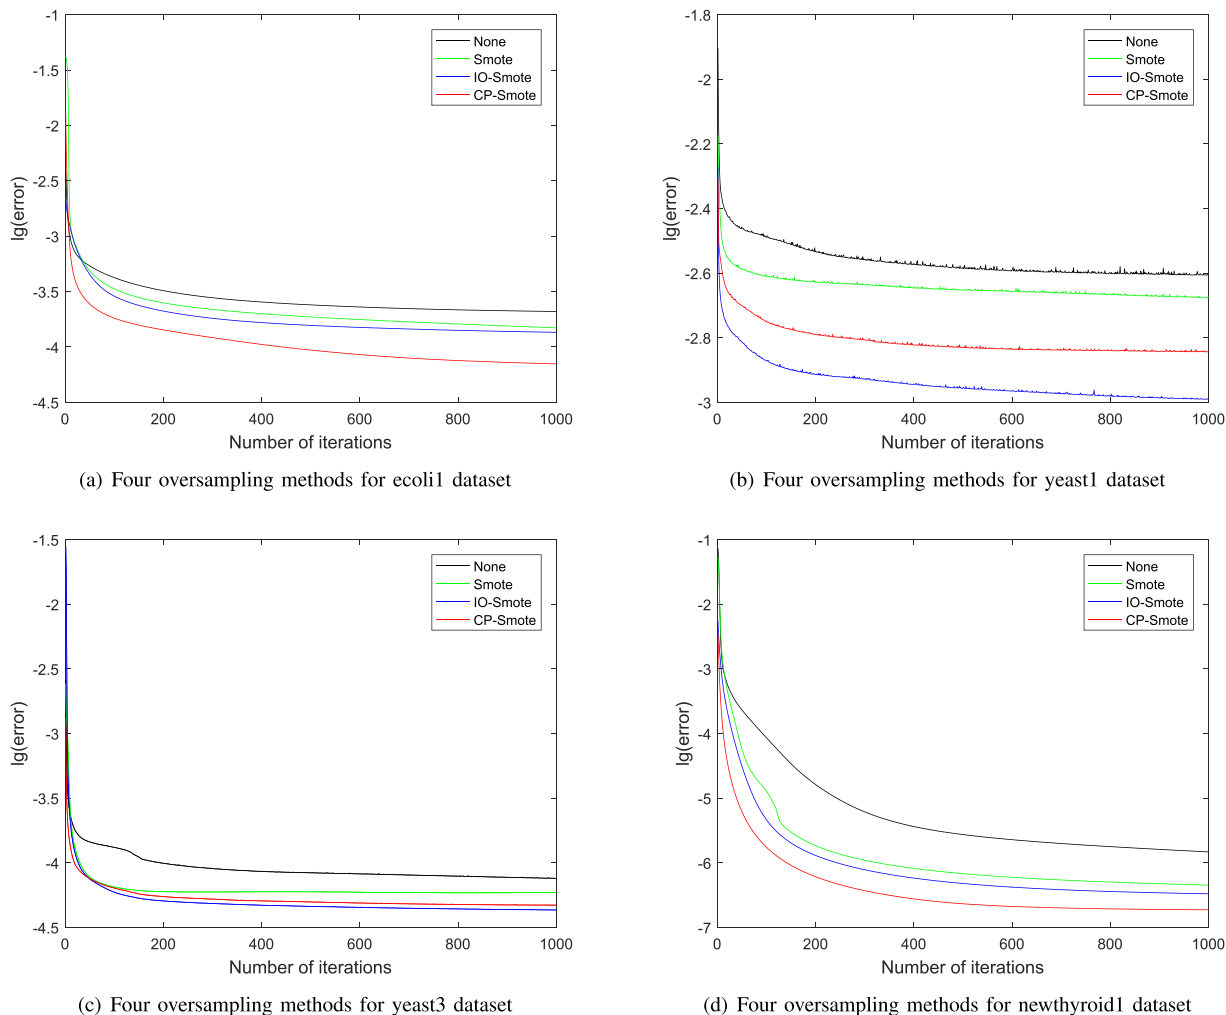 -1
-1.5
-2
-2.5
-3
-3.5
-4
-4.5
0
200
400
600
800
1000
lg(error)
Number of iterations
None
Smote
IO-Smote
CP-Smote
(a) Four oversampling methods for ecoli1 dataset
-1.8
-2
-2.2
-2.4
-2.6
-2.8
-3
0
200
400
600
800
1000
lg(error)
Number of iterations
None
Smote
IO-Smote
CP-Smote
(b) Four oversampling methods for yeast1 dataset
-1.5
-2
-2.5
-3
-3.5
-4
-4.5
0
200
400
600
800
1000
lg(error)
Number of iterations
None
Smote
IO-Smote
CP-Smote
(c) Four oversampling methods for yeast3 dataset
-1
-2
-3
-4
-5
-6
-7
0
200
400
600
800
1000
lg(error)
Number of iterations
None
Smote
IO-Smote
CP-Smote
(d) Four oversampling methods for newthyroid1 dataset